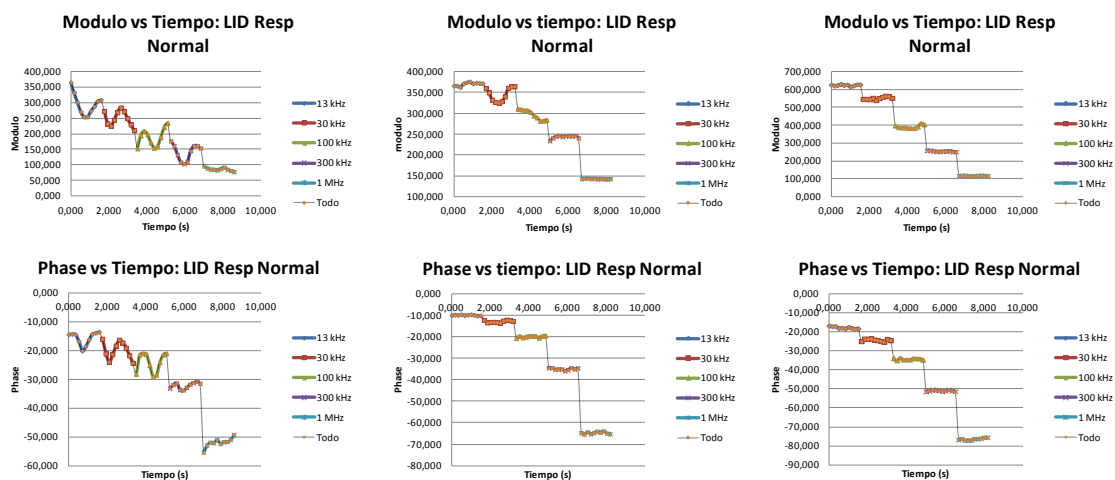 Modulo vs Tiempo: LID Resp
Normal
400,000
350,000
300,000
250,000
200,000
150,000
100,000
50,000
0,000
Modulo
0,000 2,000 4,000 6,000 8,000 10,000
Tiempo (s)
13 kHz
30 kHz
100 kHz
300 kHz
1 MHz
Todo
Modulo vs tiempo: LID Resp
Normal
400,000
350,000
300,000
250,000
200,000
150,000
100,000
modulo
0,000 2,000 4,000 6,000 8,000 10,000
Tiempo (s)
13 kHz
30 kHz
100 kHz
300 kHz
1 MHz
Todo
Modulo vs Tiempo: LID Resp
Normal
700,000
600,000
500,000
400,000
300,000
200,000
100,000
0,000
Modulo
0,000 2,000 4,000 6,000 8,000 10,000
Tiempo (s)
13 kHz
30 kHz
100 kHz
300 kHz
1 MHz
Todo
Phase vs Tiempo: LID Resp Normal
0,000
0,000 2,000 4,000 6,000 8,000 10,000
-10,000
-20,000
-30,000
-40,000
-50,000
-60,000
Phase
Tiempo (s)
13 kHz
30 kHz
100 kHz
300 kHz
1 MHz
Todo
Phase vs tiempo: LID Resp Normal
0,000
0,000 2,000 4,000 6,000 8,000 10,000
-10,000
-20,000
-30,000
-40,000
-50,000
-60,000
-70,000
-80,000
Phase
Tiempo (s)
13 kHz
30 kHz
100 kHz
300 kHz
1 MHz
Todo
Phase vs Tiempo: LID Resp Normal
0,000
0,000 2,000 4,000 6,000 8,000 10,000
-10,000
-20,000
-30,000
-40,000
-50,000
-60,000
-70,000
-80,000
-90,000
Phase
Tiempo (s)
13 kHz
30 kHz
100 kHz
300 kHz
1 MHz
Todo